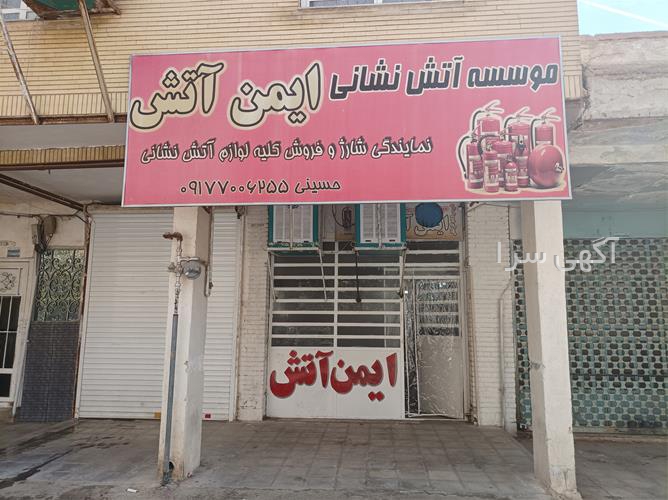 موسسه آتش نشانی ایمن آتش
نمایندگی شارژ و فروش کلیه لوازم آتش نشانی
حسینی ۰۹۱۷۷۰۰۶۲۵۵
ایمن آتش
آگهی سرا